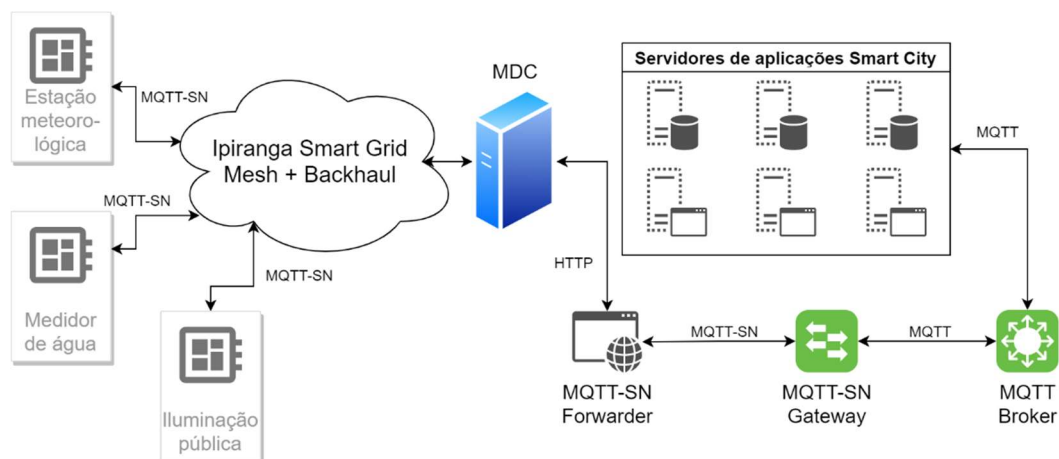 Estação
meteoro-
lógica
MQTT-SN
Ipiranga Smart Grid
Mesh + Backhaul
MDC
Servidores de aplicações Smart City
MQTT
MQTT-SN
Medidor
de água
MQTT-SN
Iluminação
pública
HTTP
MQTT-SN
Forwarder
MQTT-SN
MQTT-SN
Gateway
MQTT
MQTT
Broker